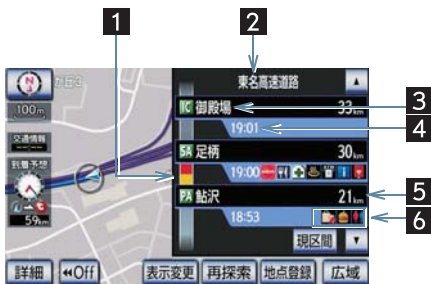 1
2
東名高速道路
100m
IC 御殿場 33km
3
19:01
4
交通情報
SA 足柄 30km
到着予想
19:00
PA 鮎沢 21km
5
18:53
6
59km
現区間
詳細 ◀◀Off 表示変更 再探索 地点登録 広域